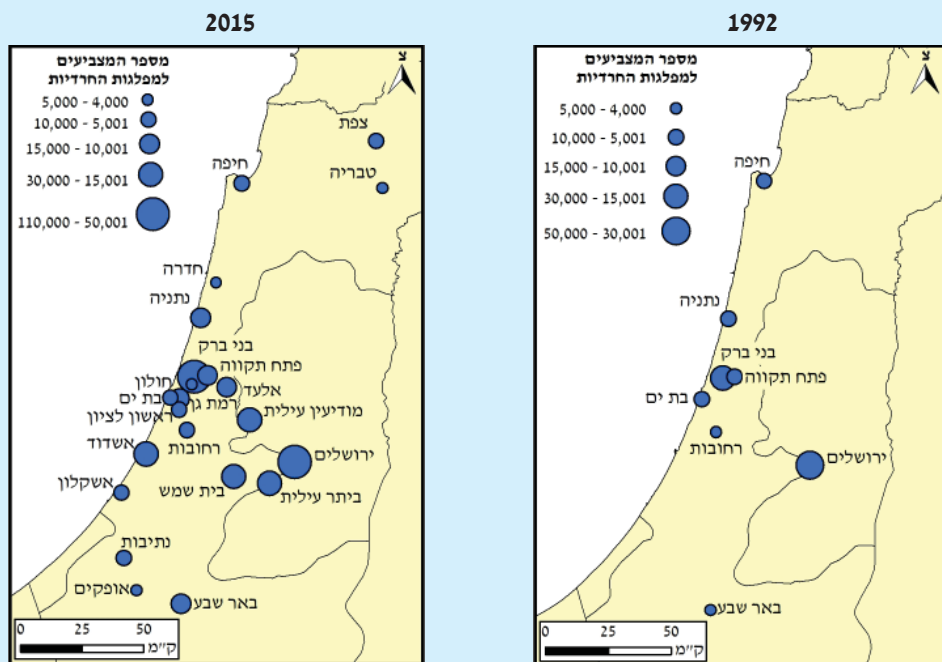 2015
מספר המצביעים
למפלגות החרדיות
5,000 - 4,000
10,000 - 5,001
15,000 - 10,001
30,000 - 15,001
110,000 - 50,001
צ
צפת
חיפה
טבריה
חדרה
נתניה
בני ברק
פתח תקווה
חולון
אלעד
בת ים
רמת גן
מודיעין עילית
ראשון לציון
אשדוד
רחובות
ירושלים
אשקלון
בית שמש
ביתר עילית
נתיבות
אופקים
באר שבע
0 25 50
ק"מ
1992
מספר המצביעים
למפלגות החרדיות
5,000 - 4,000
10,000 - 5,001
15,000 - 10,001
30,000 - 15,001
50,000 - 30,001
צ
חיפה
נתניה
בני ברק
פתח תקווה
בת ים
רחובות
ירושלים
באר שבע
0 25 50
ק"מ